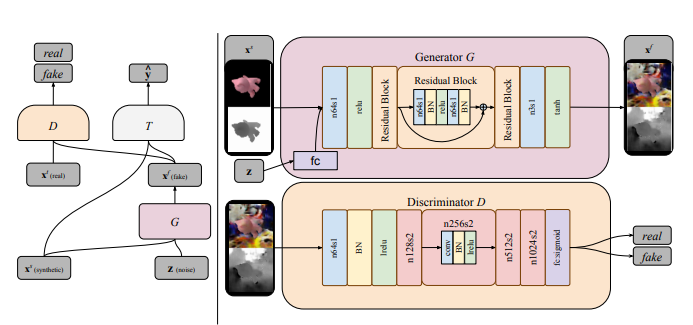 real
fake
ŷ
D
T
x^t (real)
x^f (fake)
G
x^s (synthetic)
z (noise)
x^s
Generator G
n64s1
relu
Residual Block
Residual Block
n64s1
BN
relu
n64s1
BN
Residual Block
n3s1
tanh
x^f
z
fc
Discriminator D
n64s1
BN
lrelu
n128s2
n256s2
conv
BN
lrelu
n512s2
n1024s2
fc:sigmoid
real
fake